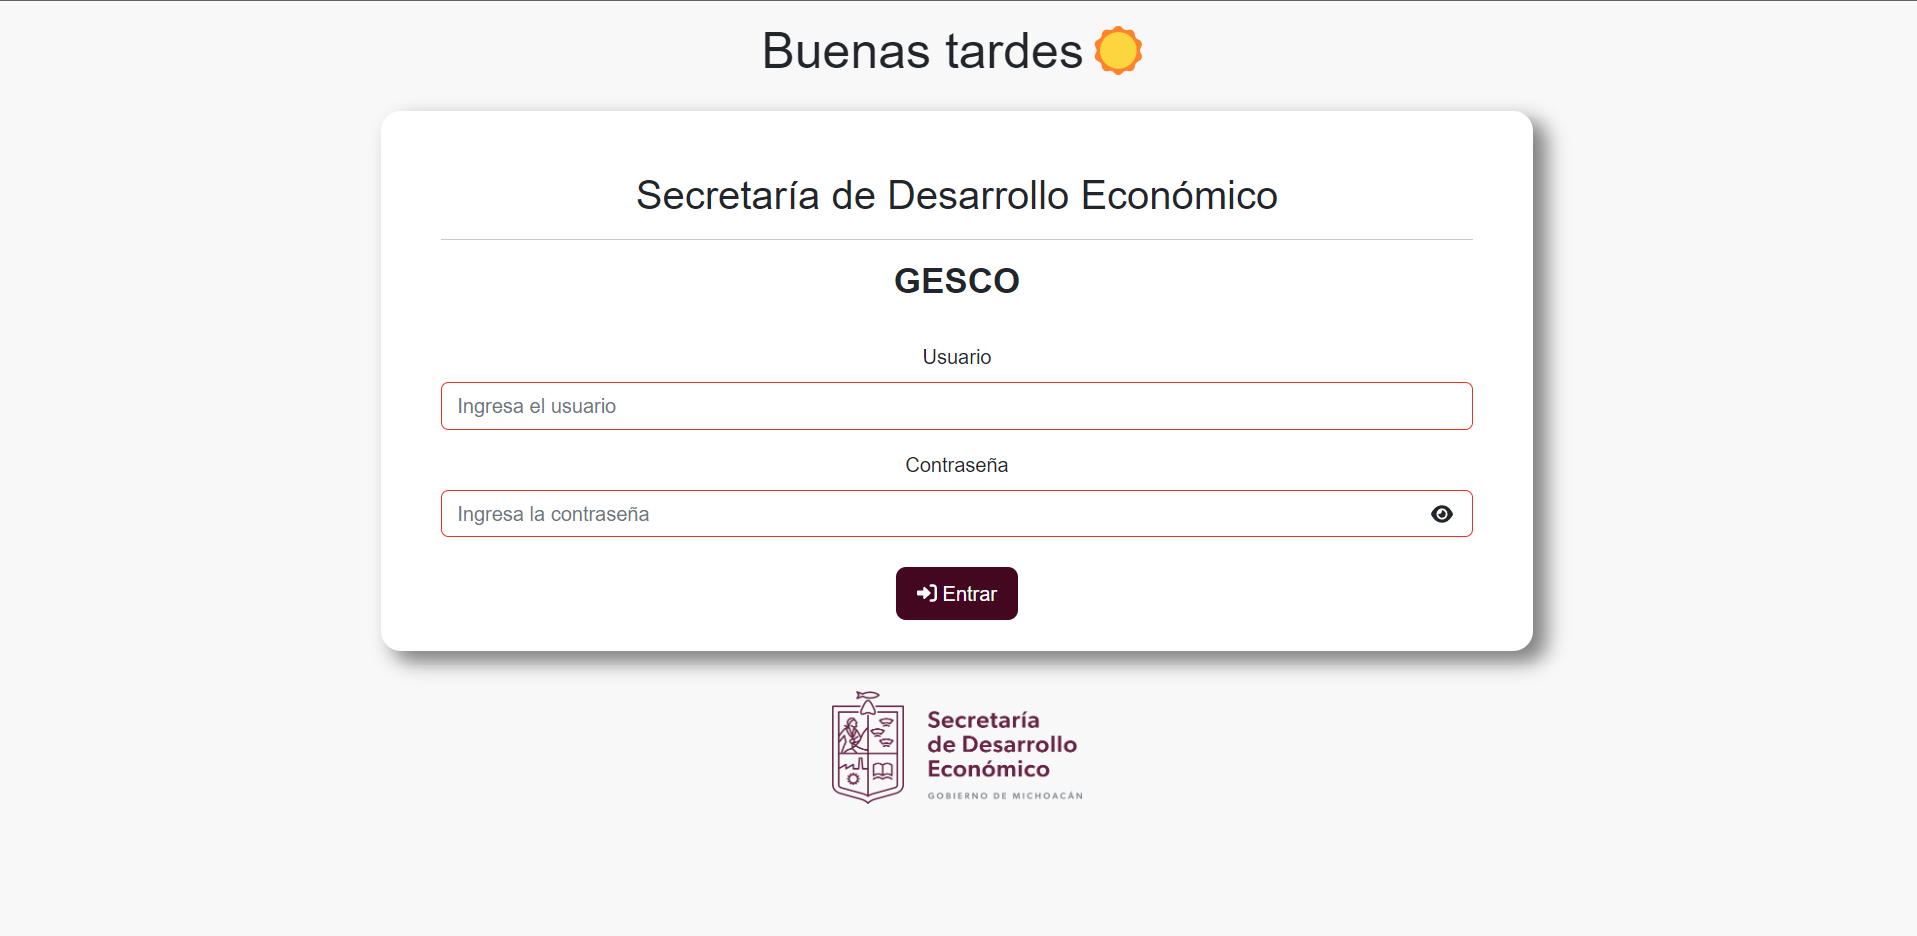 Buenas tardes
Secretaría de Desarrollo Económico
GESCO
Usuario
Ingresa el usuario
Contraseña
Ingresa la contraseña
Entrar
Secretaría
de Desarrollo
Económico
GOBIERNO DE MICHOACÁN